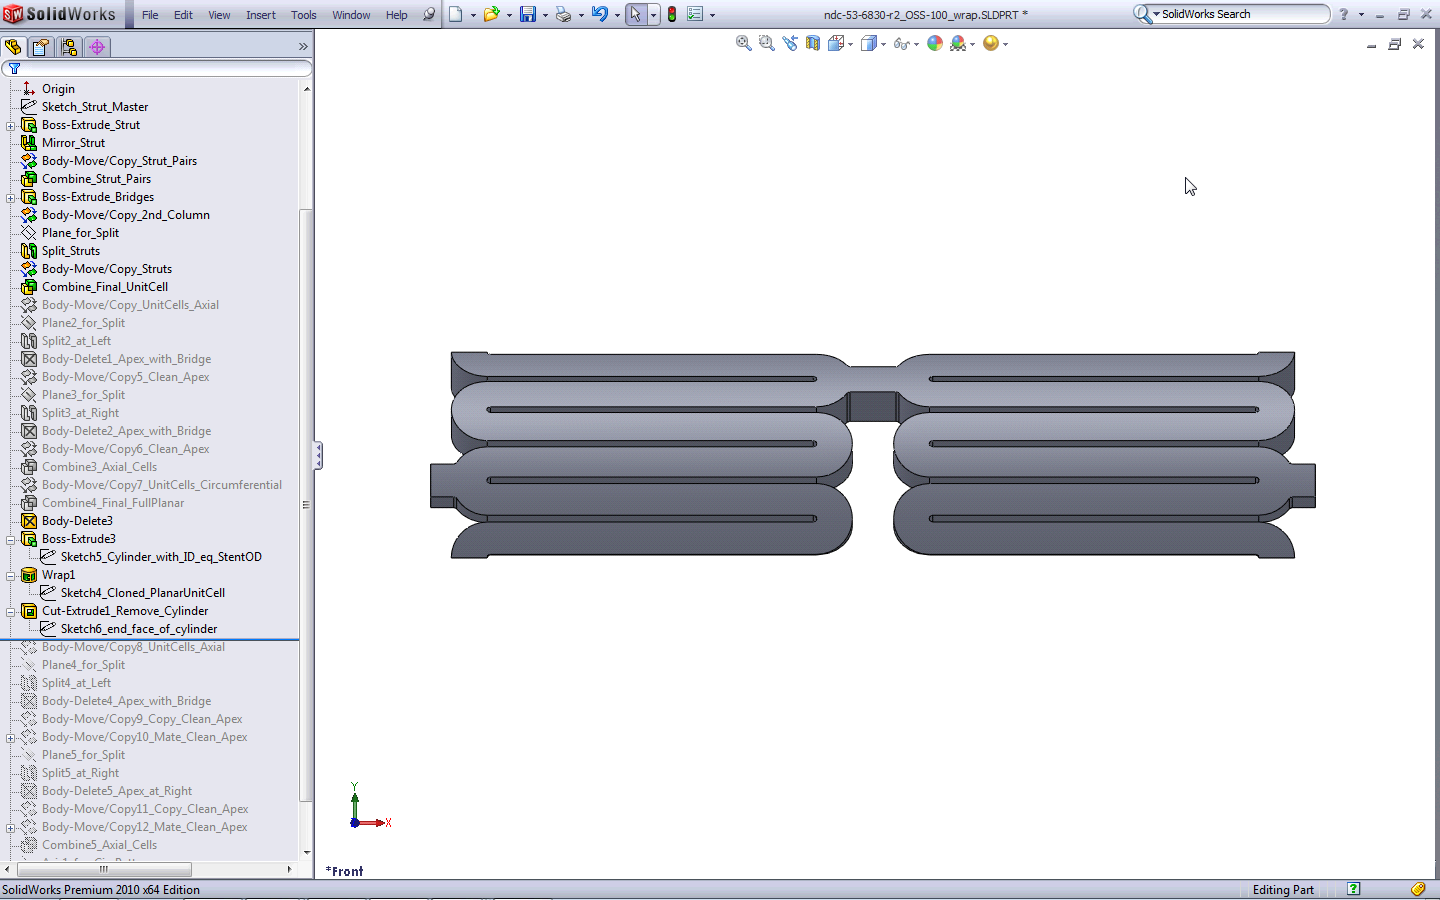 SW SolidWorks File Edit View Insert Tools Window Help ndc-53-6830-r2_OSS-100_wrap.SLDPRT * SolidWorks Search ?
Origin
Sketch_Strut_Master
Boss-Extrude_Strut
Mirror_Strut
Body-Move/Copy_Strut_Pairs
Combine_Strut_Pairs
Boss-Extrude_Bridges
Body-Move/Copy_2nd_Column
Plane_for_Split
Split_Struts
Body-Move/Copy_Struts
Combine_Final_UnitCell
Body-Move/Copy_UnitCells_Axial
Plane2_for_Split
Split2_at_Left
Body-Delete1_Apex_with_Bridge
Body-Move/Copy5_Clean_Apex
Plane3_for_Split
Split3_at_Right
Body-Delete2_Apex_with_Bridge
Body-Move/Copy6_Clean_Apex
Combine3_Axial_Cells
Body-Move/Copy7_UnitCells_Circumferential
Combine4_Final_FullPlanar
Body-Delete3
Boss-Extrude3
Sketch5_Cylinder_with_ID_eq_StentOD
Wrap1
Sketch4_Cloned_PlanarUnitCell
Cut-Extrude1_Remove_Cylinder
Sketch6_end_face_of_cylinder
Body-Move/Copy8_UnitCells_Axial
Plane4_for_Split
Split4_at_Left
Body-Delete4_Apex_with_Bridge
Body-Move/Copy9_Copy_Clean_Apex
Body-Move/Copy10_Mate_Clean_Apex
Plane5_for_Split
Split5_at_Right
Body-Delete5_Apex_at_Right
Body-Move/Copy11_Copy_Clean_Apex
Body-Move/Copy12_Mate_Clean_Apex
Combine5_Axial_Cells
Y
X
*Front
SolidWorks Premium 2010 x64 Edition Editing Part ?